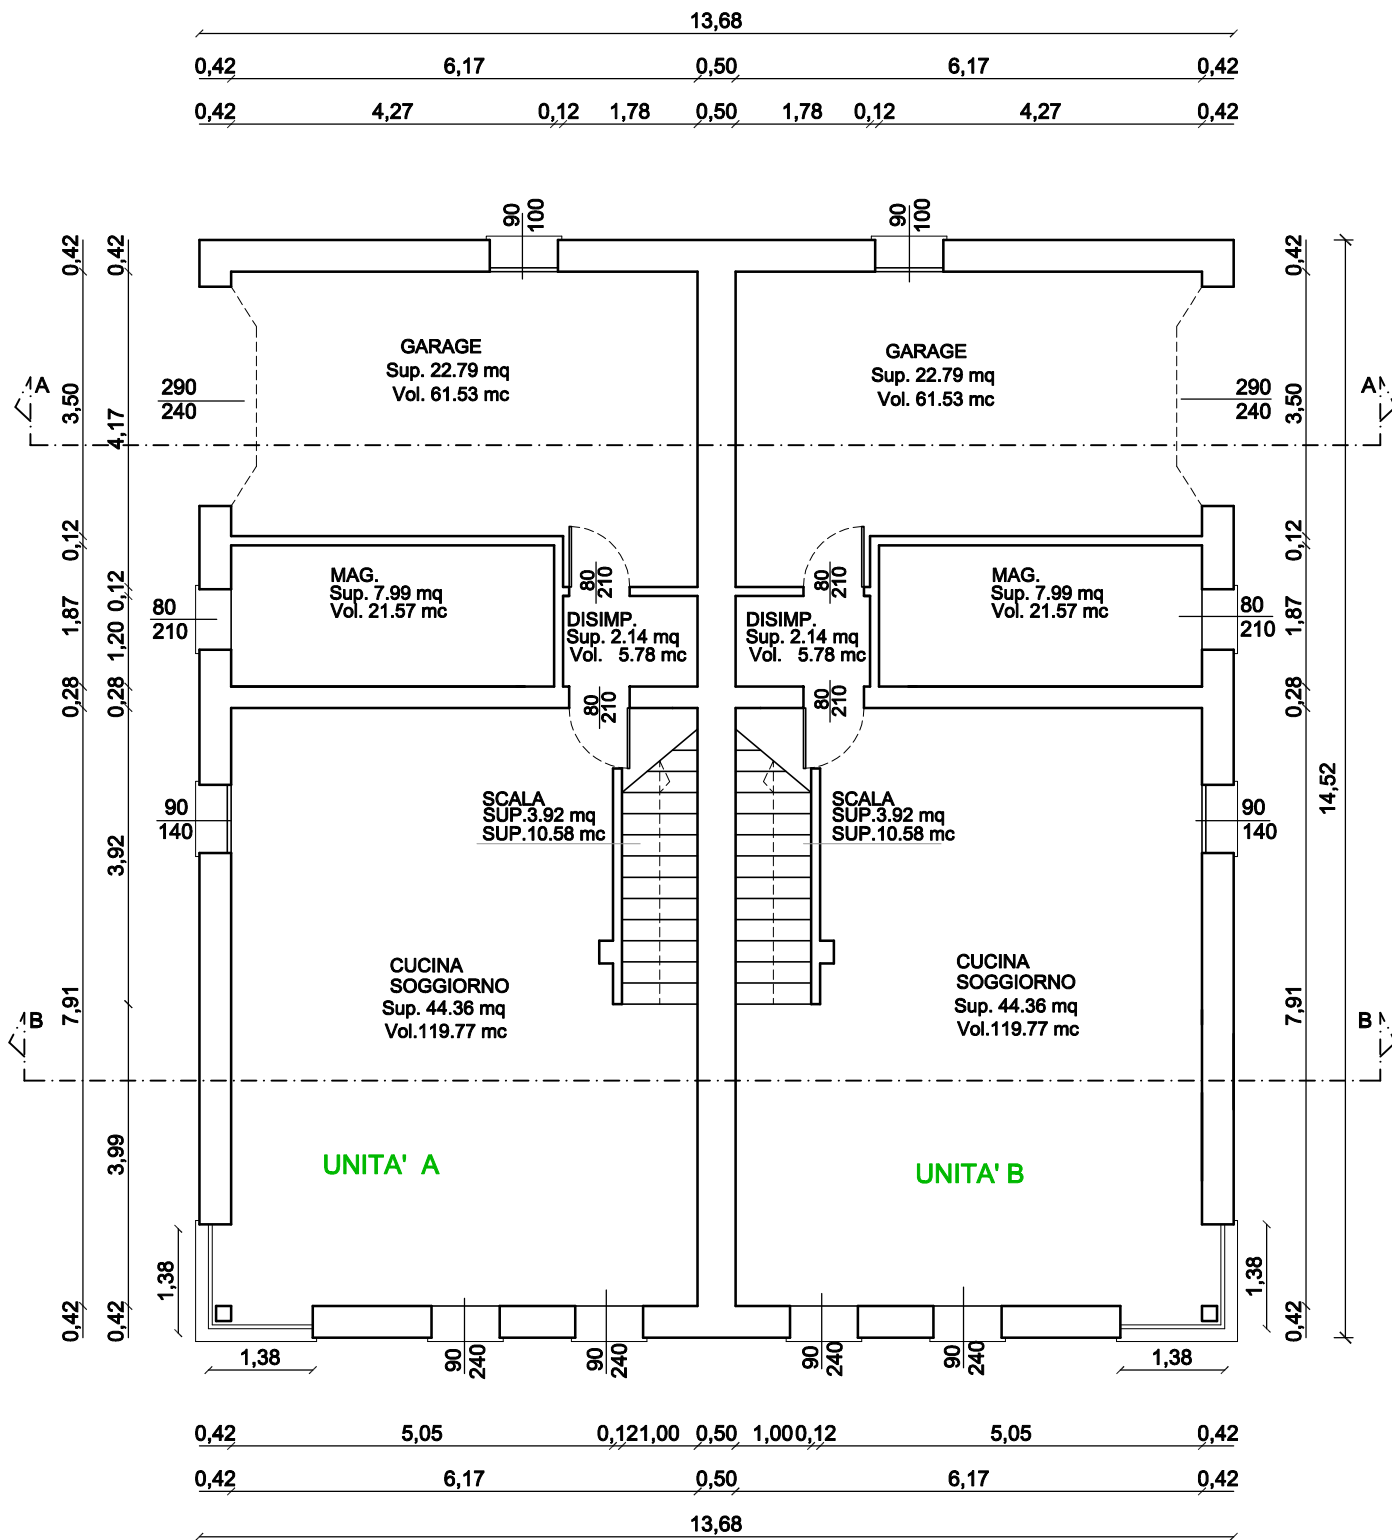 13,68
0,42 6,17 0,50 6,17 0,42
0,42 4,27 0,12 1,78 0,50 1,78 0,12 4,27 0,42
90
100
90
100
0,42
0,42
0,42
GARAGE
Sup. 22.79 mq
Vol. 61.53 mc
GARAGE
Sup. 22.79 mq
Vol. 61.53 mc
A
A
290
240
290
240
3,50
4,17
3,50
0,12
0,12
0,12
MAG.
Sup. 7.99 mq
Vol. 21.57 mc
MAG.
Sup. 7.99 mq
Vol. 21.57 mc
80
210
80
210
80
210
80
210
1,87
1,20
1,87
DISIMP.
Sup. 2.14 mq
Vol. 5.78 mc
DISIMP.
Sup. 2.14 mq
Vol. 5.78 mc
0,28
0,28
0,28
80
210
80
210
14,52
SCALA
SUP.3.92 mq
SUP.10.58 mc
SCALA
SUP.3.92 mq
SUP.10.58 mc
90
140
90
140
3,92
7,91
7,91
CUCINA
SOGGIORNO
Sup. 44.36 mq
Vol.119.77 mc
CUCINA
SOGGIORNO
Sup. 44.36 mq
Vol.119.77 mc
B
B
3,99
UNITA' A
UNITA' B
1,38
1,38
0,42
0,42
0,42
1,38
1,38
90
240
90
240
90
240
90
240
0,42 5,05 0,12 1,00 0,50 1,00 0,12 5,05 0,42
0,42 6,17 0,50 6,17 0,42
13,68